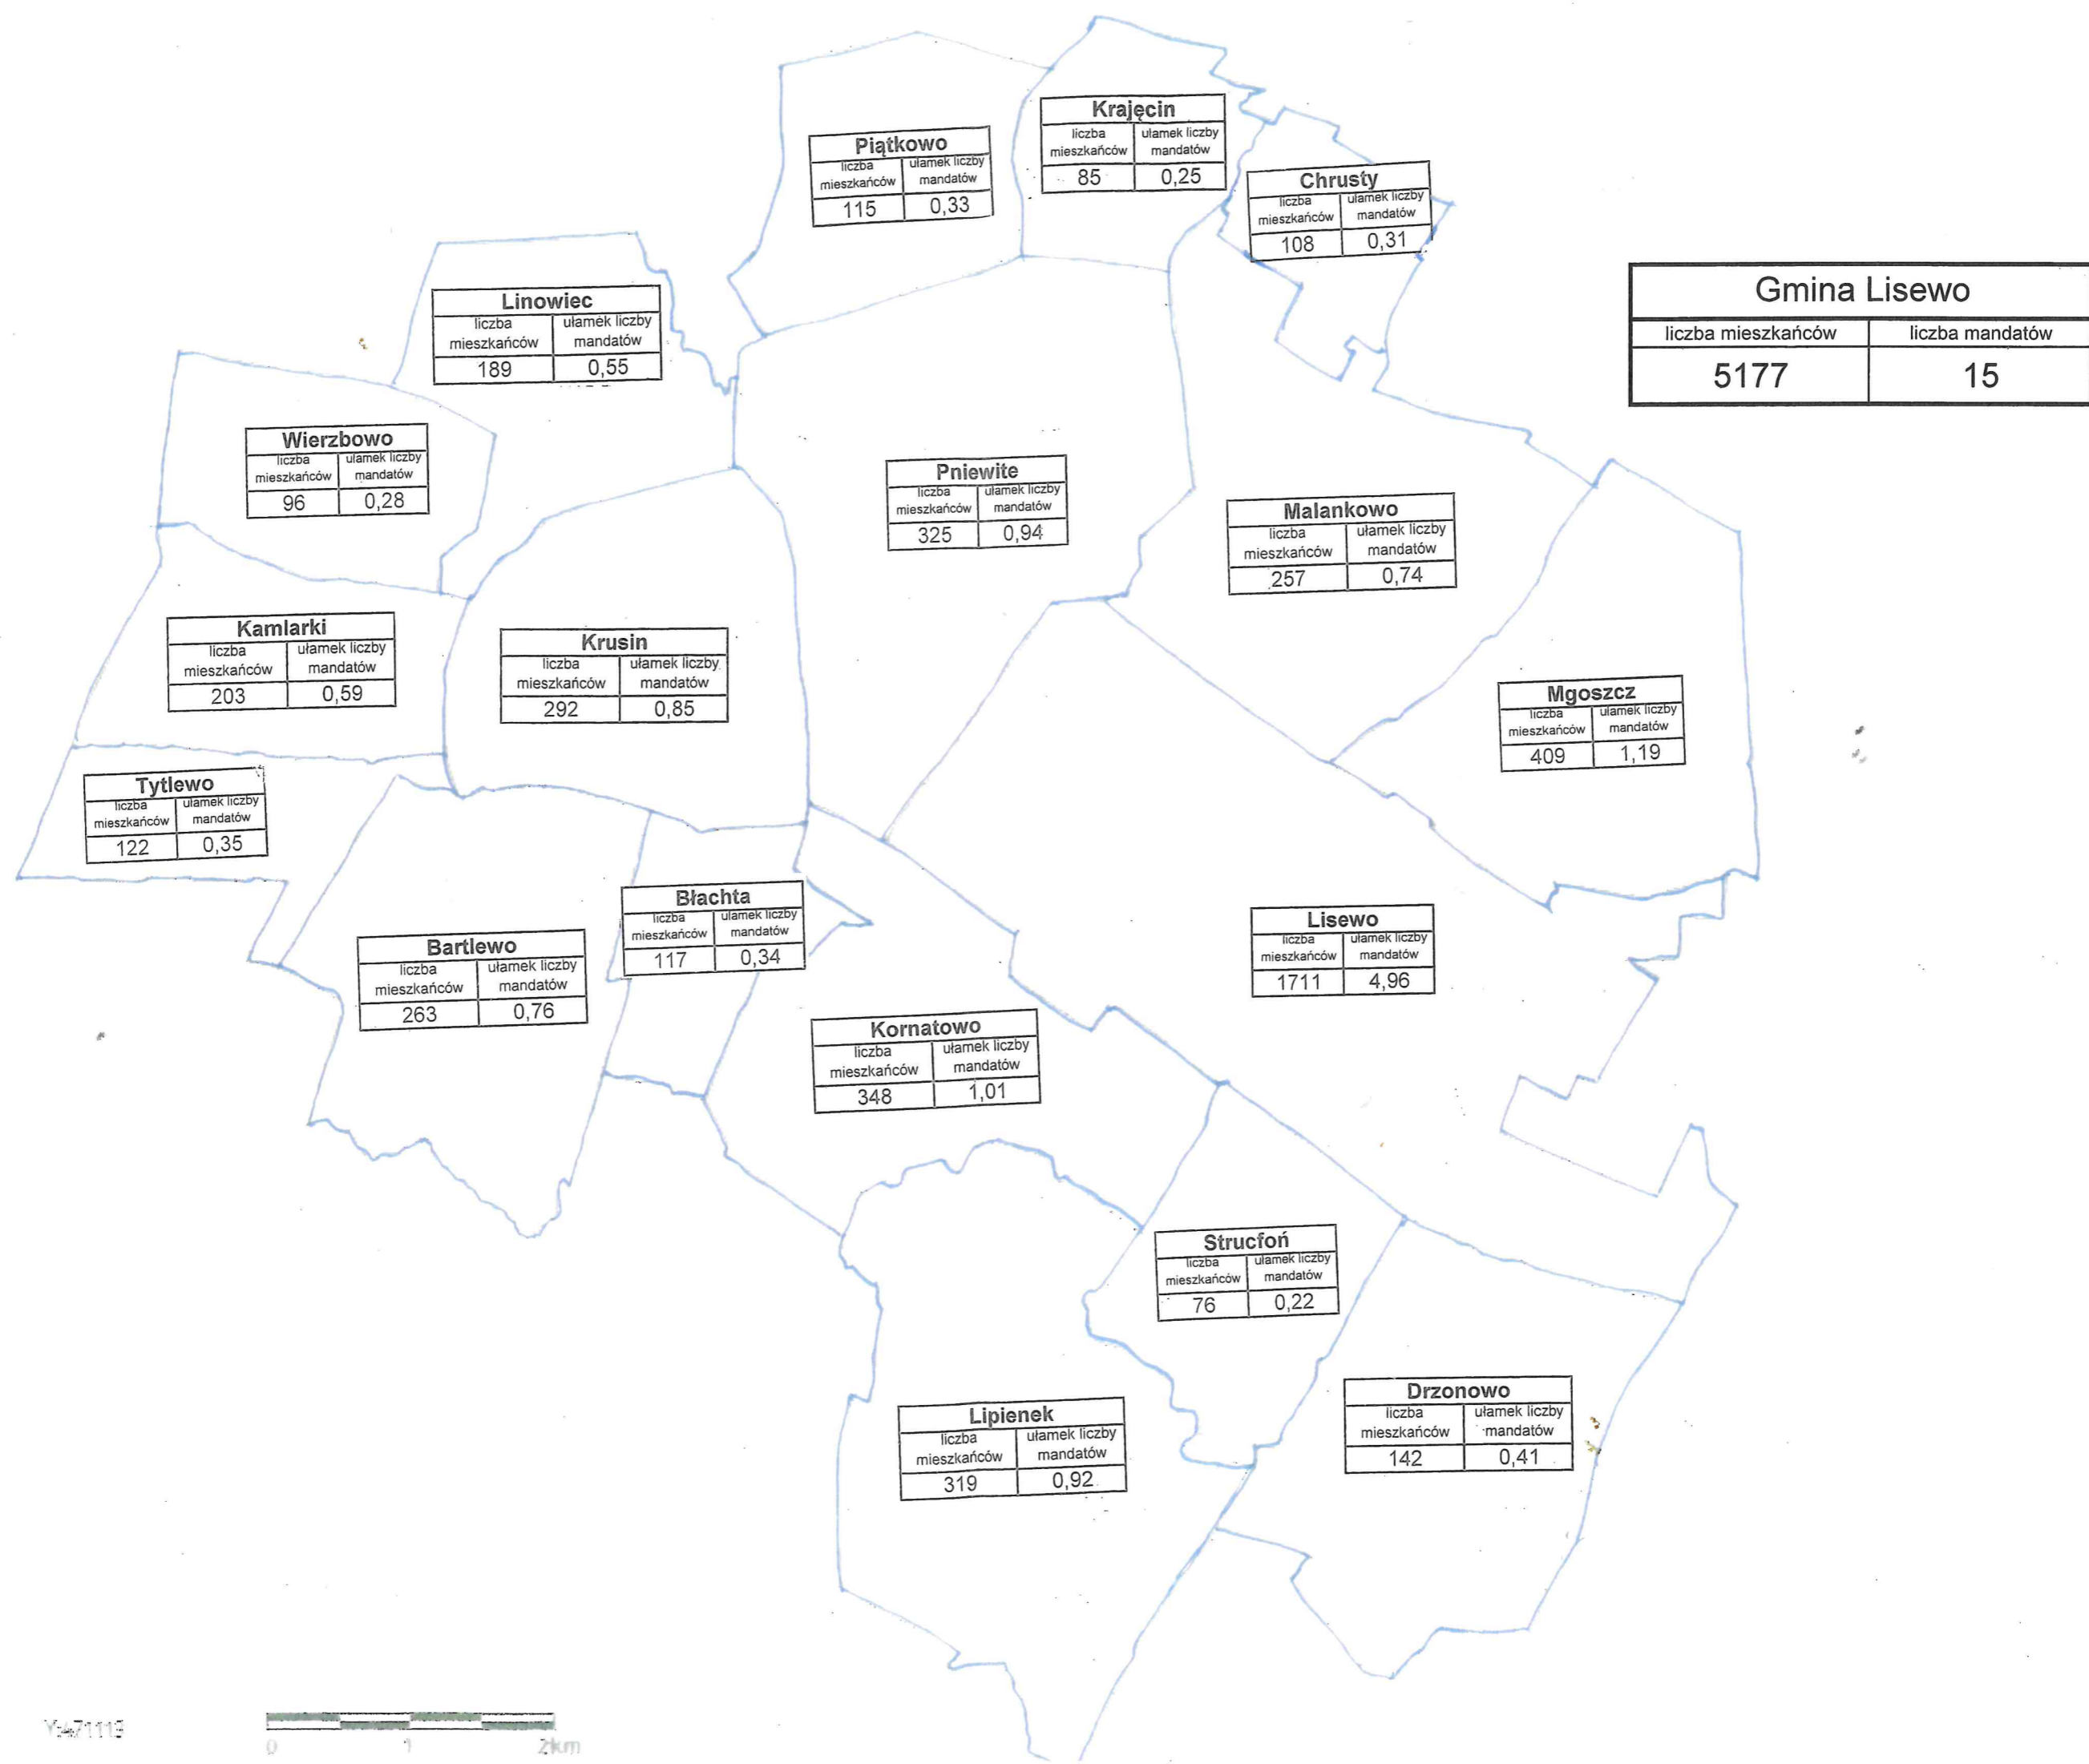 Krajęcin
liczba mieszkańców
ułamek liczby mandatów
85
0,25
Piątkowo
liczba mieszkańców
ułamek liczby mandatów
115
0,33
Chrusty
liczba mieszkańców
ułamek liczby mandatów
108
0,31
Gmina Lisewo
liczba mieszkańców
liczba mandatów
5177
15
Linowiec
liczba mieszkańców
ułamek liczby mandatów
189
0,55
Wierzbowo
liczba mieszkańców
ułamek liczby mandatów
96
0,28
Pniewite
liczba mieszkańców
ułamek liczby mandatów
325
0,94
Malankowo
liczba mieszkańców
ułamek liczby mandatów
257
0,74
Kamlarki
liczba mieszkańców
ułamek liczby mandatów
203
0,59
Krusin
liczba mieszkańców
ułamek liczby mandatów
292
0,85
Mgoszcz
liczba mieszkańców
ułamek liczby mandatów
409
1,19
Tytlewo
liczba mieszkańców
ułamek liczby mandatów
122
0,35
Błachta
liczba mieszkańców
ułamek liczby mandatów
117
0,34
Lisewo
liczba mieszkańców
ułamek liczby mandatów
1711
4,96
Bartlewo
liczba mieszkańców
ułamek liczby mandatów
263
0,76
Kornatowo
liczba mieszkańców
ułamek liczby mandatów
348
1,01
Strucfoń
liczba mieszkańców
ułamek liczby mandatów
76
0,22
Drzonowo
liczba mieszkańców
ułamek liczby mandatów
142
0,41
Lipienek
liczba mieszkańców
ułamek liczby mandatów
319
0,92
0 1 2km